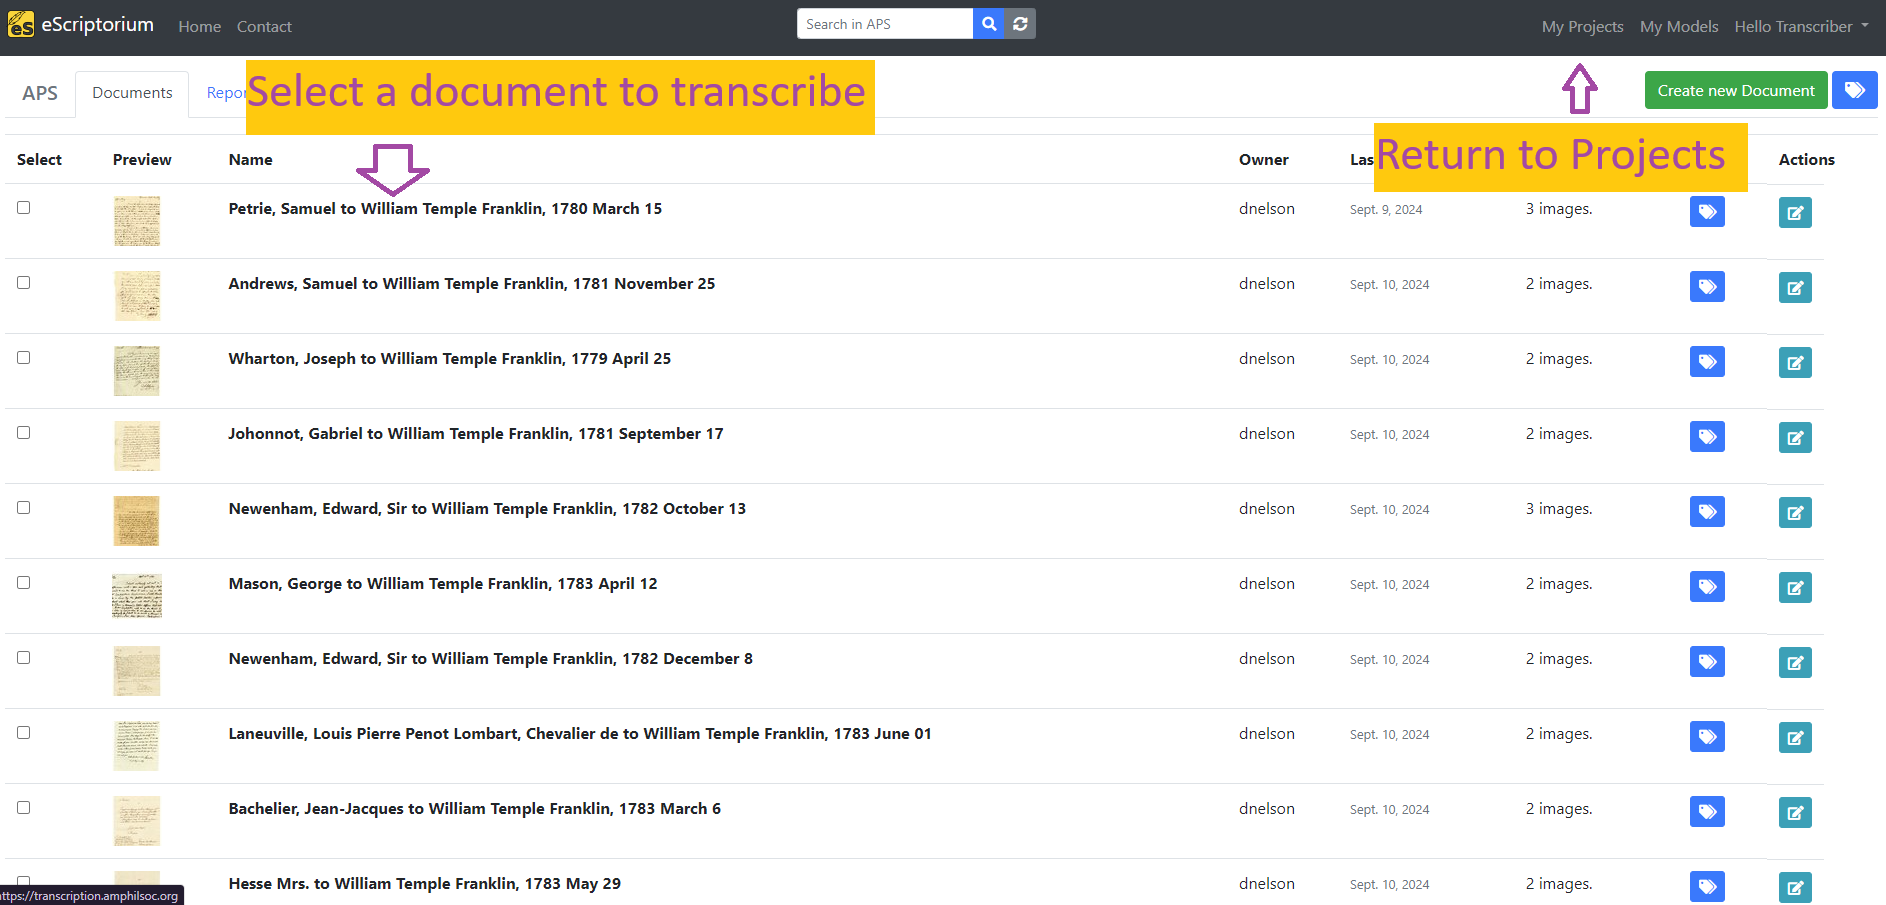 eScriptorium Home Contact Search in APS My Projects My Models Hello Transcriber
APS Documents Repor Select a document to transcribe Create new Document
Return to Projects
Select Preview Name Owner Las Actions
Petrie, Samuel to William Temple Franklin, 1780 March 15 dnelson Sept. 9, 2024 3 images.
Andrews, Samuel to William Temple Franklin, 1781 November 25 dnelson Sept. 10, 2024 2 images.
Wharton, Joseph to William Temple Franklin, 1779 April 25 dnelson Sept. 10, 2024 2 images.
Johonnot, Gabriel to William Temple Franklin, 1781 September 17 dnelson Sept. 10, 2024 2 images.
Newenham, Edward, Sir to William Temple Franklin, 1782 October 13 dnelson Sept. 10, 2024 3 images.
Mason, George to William Temple Franklin, 1783 April 12 dnelson Sept. 10, 2024 2 images.
Newenham, Edward, Sir to William Temple Franklin, 1782 December 8 dnelson Sept. 10, 2024 2 images.
Laneuville, Louis Pierre Penot Lombart, Chevalier de to William Temple Franklin, 1783 June 01 dnelson Sept. 10, 2024 2 images.
Bachelier, Jean-Jacques to William Temple Franklin, 1783 March 6 dnelson Sept. 10, 2024 2 images.
Hesse Mrs. to William Temple Franklin, 1783 May 29 dnelson Sept. 10, 2024 2 images.
https://transcription.amphilsoc.org